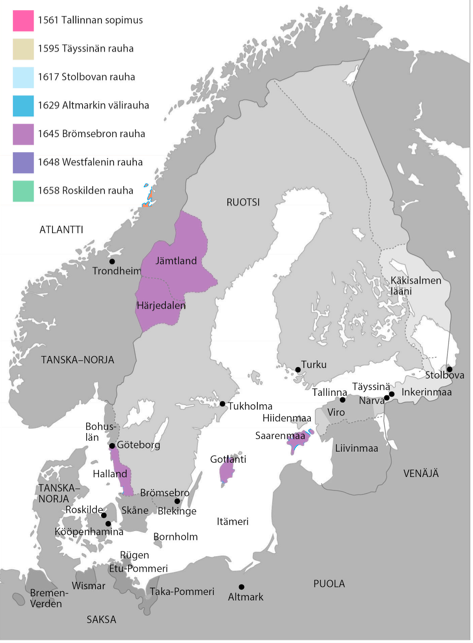 1561 Tallinnan sopimus
1595 Täyssinän rauha
1617 Stolbovan rauha
1629 Altmarkin välirauha
1645 Brömsebron rauha
1648 Westfalenin rauha
1658 Roskilden rauha
ATLANTTI
RUOTSI
Trondheim
Jämtland
Härjedalen
Käkisalmen
lääni
TANSKA–NORJA
Turku
Stolbova
Täyssinä
Tallinna
Narva
Inkerinmaa
Tukholma
Hiidenmaa
Viro
Bohus-
län
Göteborg
Saarenmaa
Liivinmaa
Gotlanti
Halland
VENÄJÄ
TANSKA–
NORJA
Brömsebro
Roskilde
Skåne
Blekinge
Itämeri
Kööpenhamina
Bornholm
Rügen
Etu-Pommeri
Wismar
Bremen-
Verden
Taka-Pommeri
Altmark
PUOLA
SAKSA